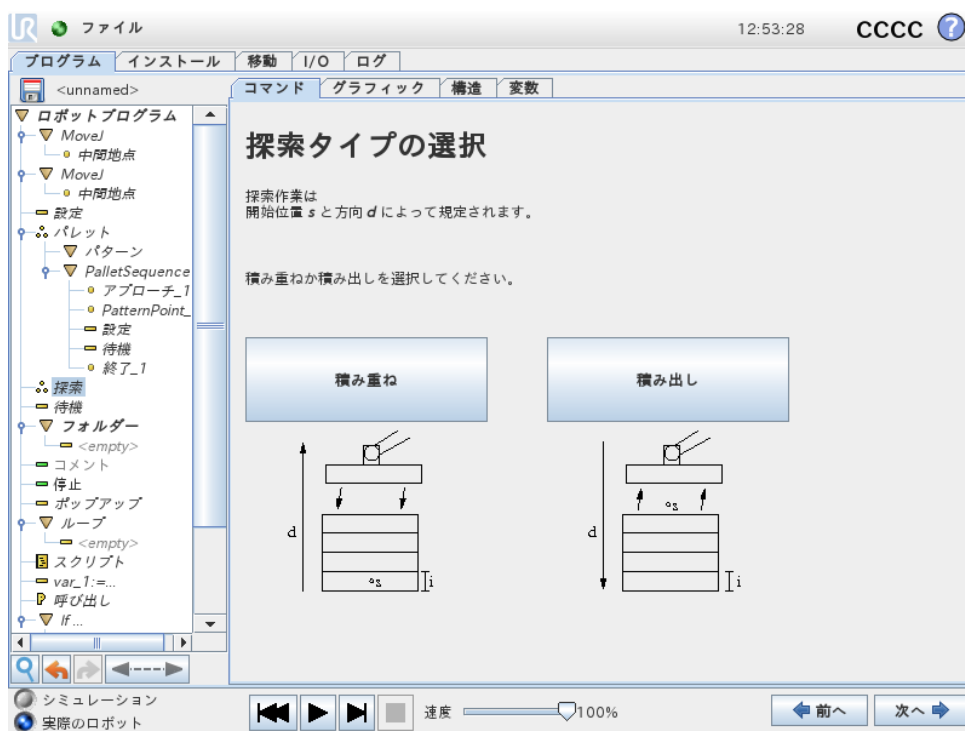 UR ファイル 12:53:28 CCCC ?
プログラム インストール 移動 I/O ログ
<unnamed>
コマンド グラフィック 構造 変数
ロボットプログラム
MoveJ
中間地点
MoveJ
中間地点
設定
パレット
パターン
PalletSequence
アプローチ_1
PatternPoint_
設定
待機
終了_1
探索
待機
フォルダー
<empty>
コメント
停止
ポップアップ
ループ
<empty>
スクリプト
var_1:=...
呼び出し
If ...
探索タイプの選択
探索作業は
開始位置 s と方向 d によって規定されます。
積み重ねか積み出しを選択してください。
積み重ね
積み出し
d
s
i
d
s
i
シミュレーション
実際のロボット
速度
100%
前へ
次へ